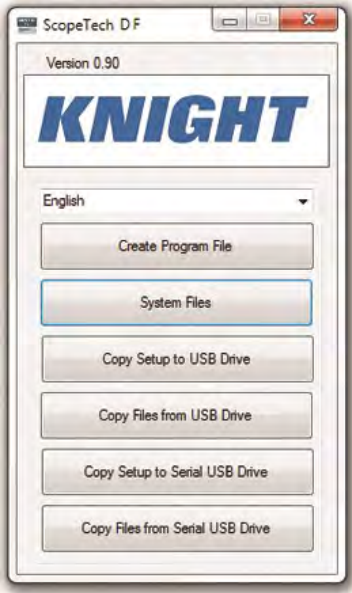 ScopeTech DF
Version 0.90
KNIGHT
English
Create Program File
System Files
Copy Setup to USB Drive
Copy Files from USB Drive
Copy Setup to Serial USB Drive
Copy Files from Serial USB Drive